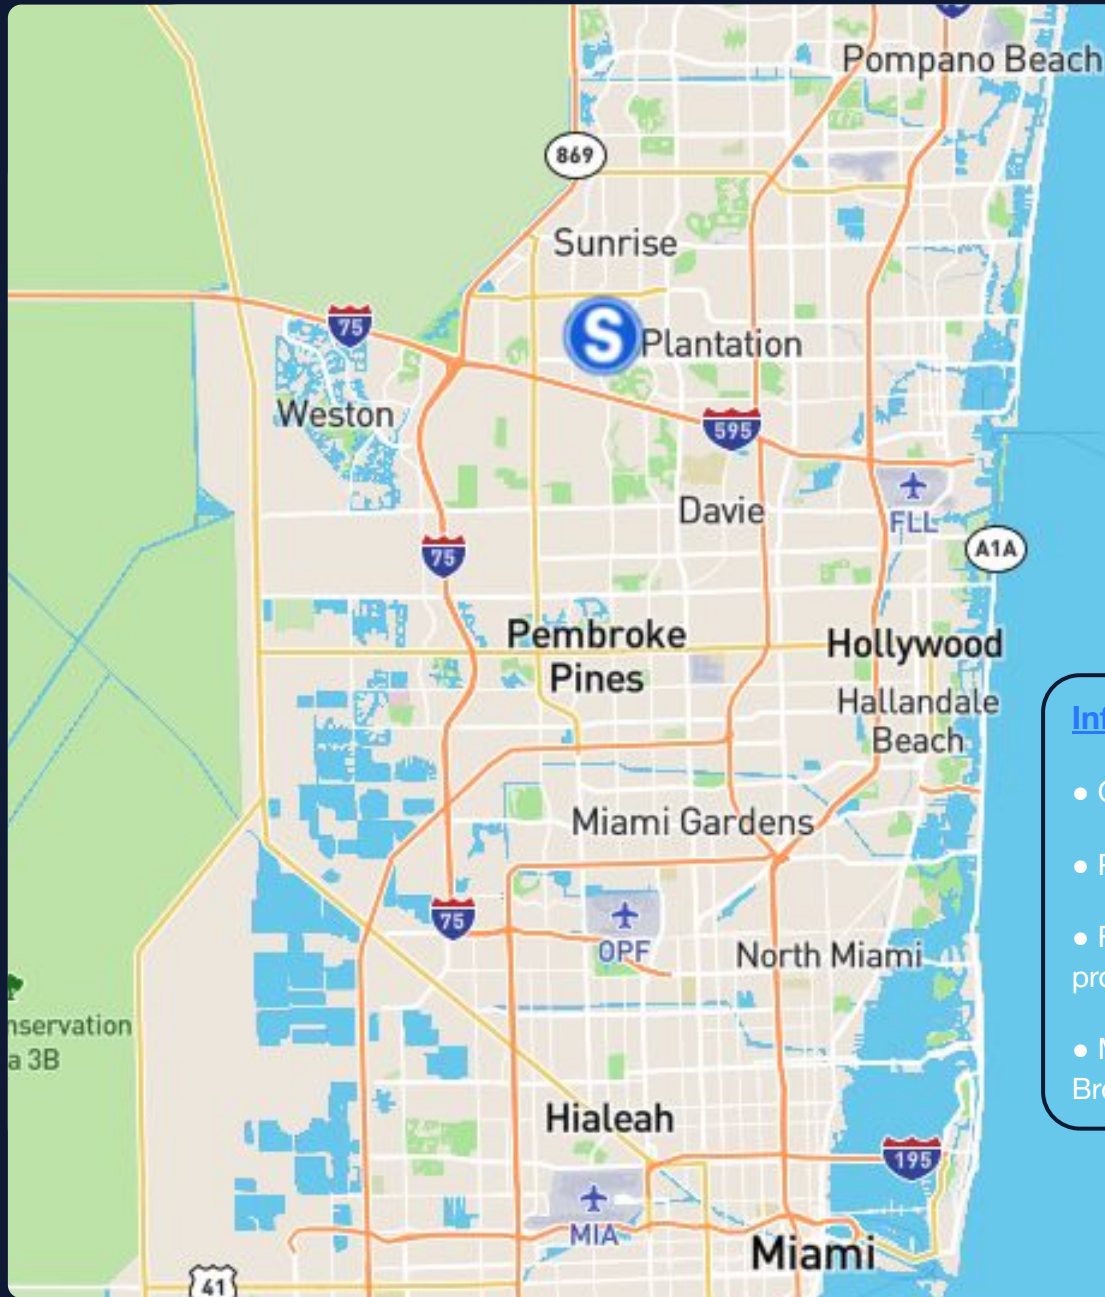 Pompano Beach
869
Sunrise
75
S
Plantation
Weston
595
Davie
FLL
75
A1A
Pembroke
Pines
Hollywood
Hallandale
Beach
Miami Gardens
75
OPF
North Miami
a 3B
Hialeah
195
MIA
Miami
41